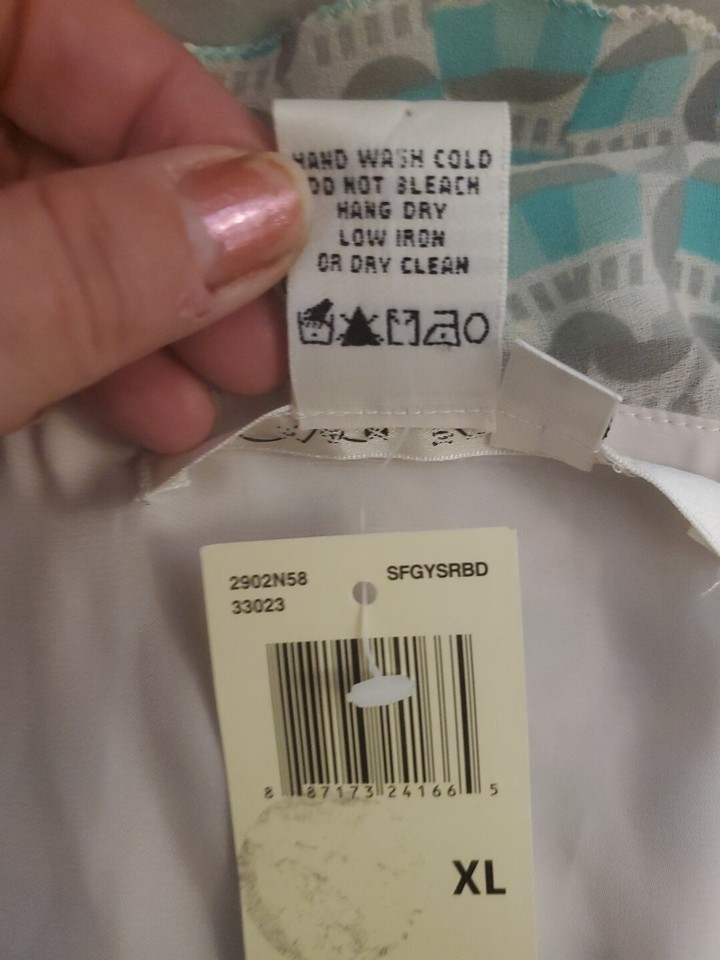 HAND WASH COLD
DO NOT BLEACH
HANG DRY
LOW IRON
OR DRY CLEAN
2902N58 SFGYSRBD
33023
8 87173 24166 5
XL